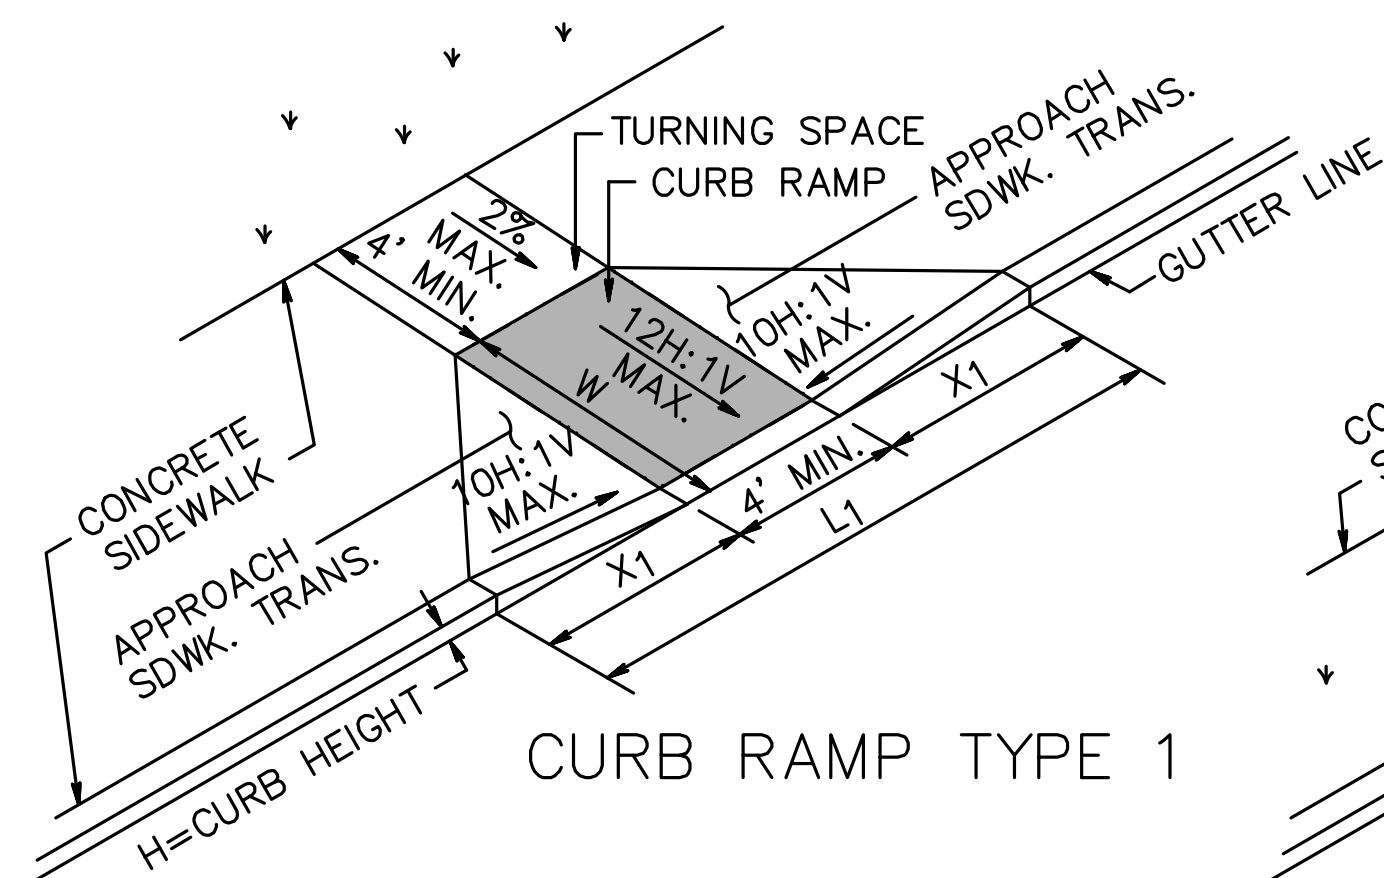 TURNING SPACE
CURB RAMP
APPROACH
SDWK. TRANS.
GUTTER LINE
2%
MAX.
4'
MIN.
12H:1V
MAX.
W
10H:1V
MAX.
X1
CONCRETE
SIDEWALK
10H:1V
MAX.
4' MIN.
L1
X1
APPROACH
SDWK. TRANS.
H=CURB HEIGHT
CURB RAMP TYPE 1